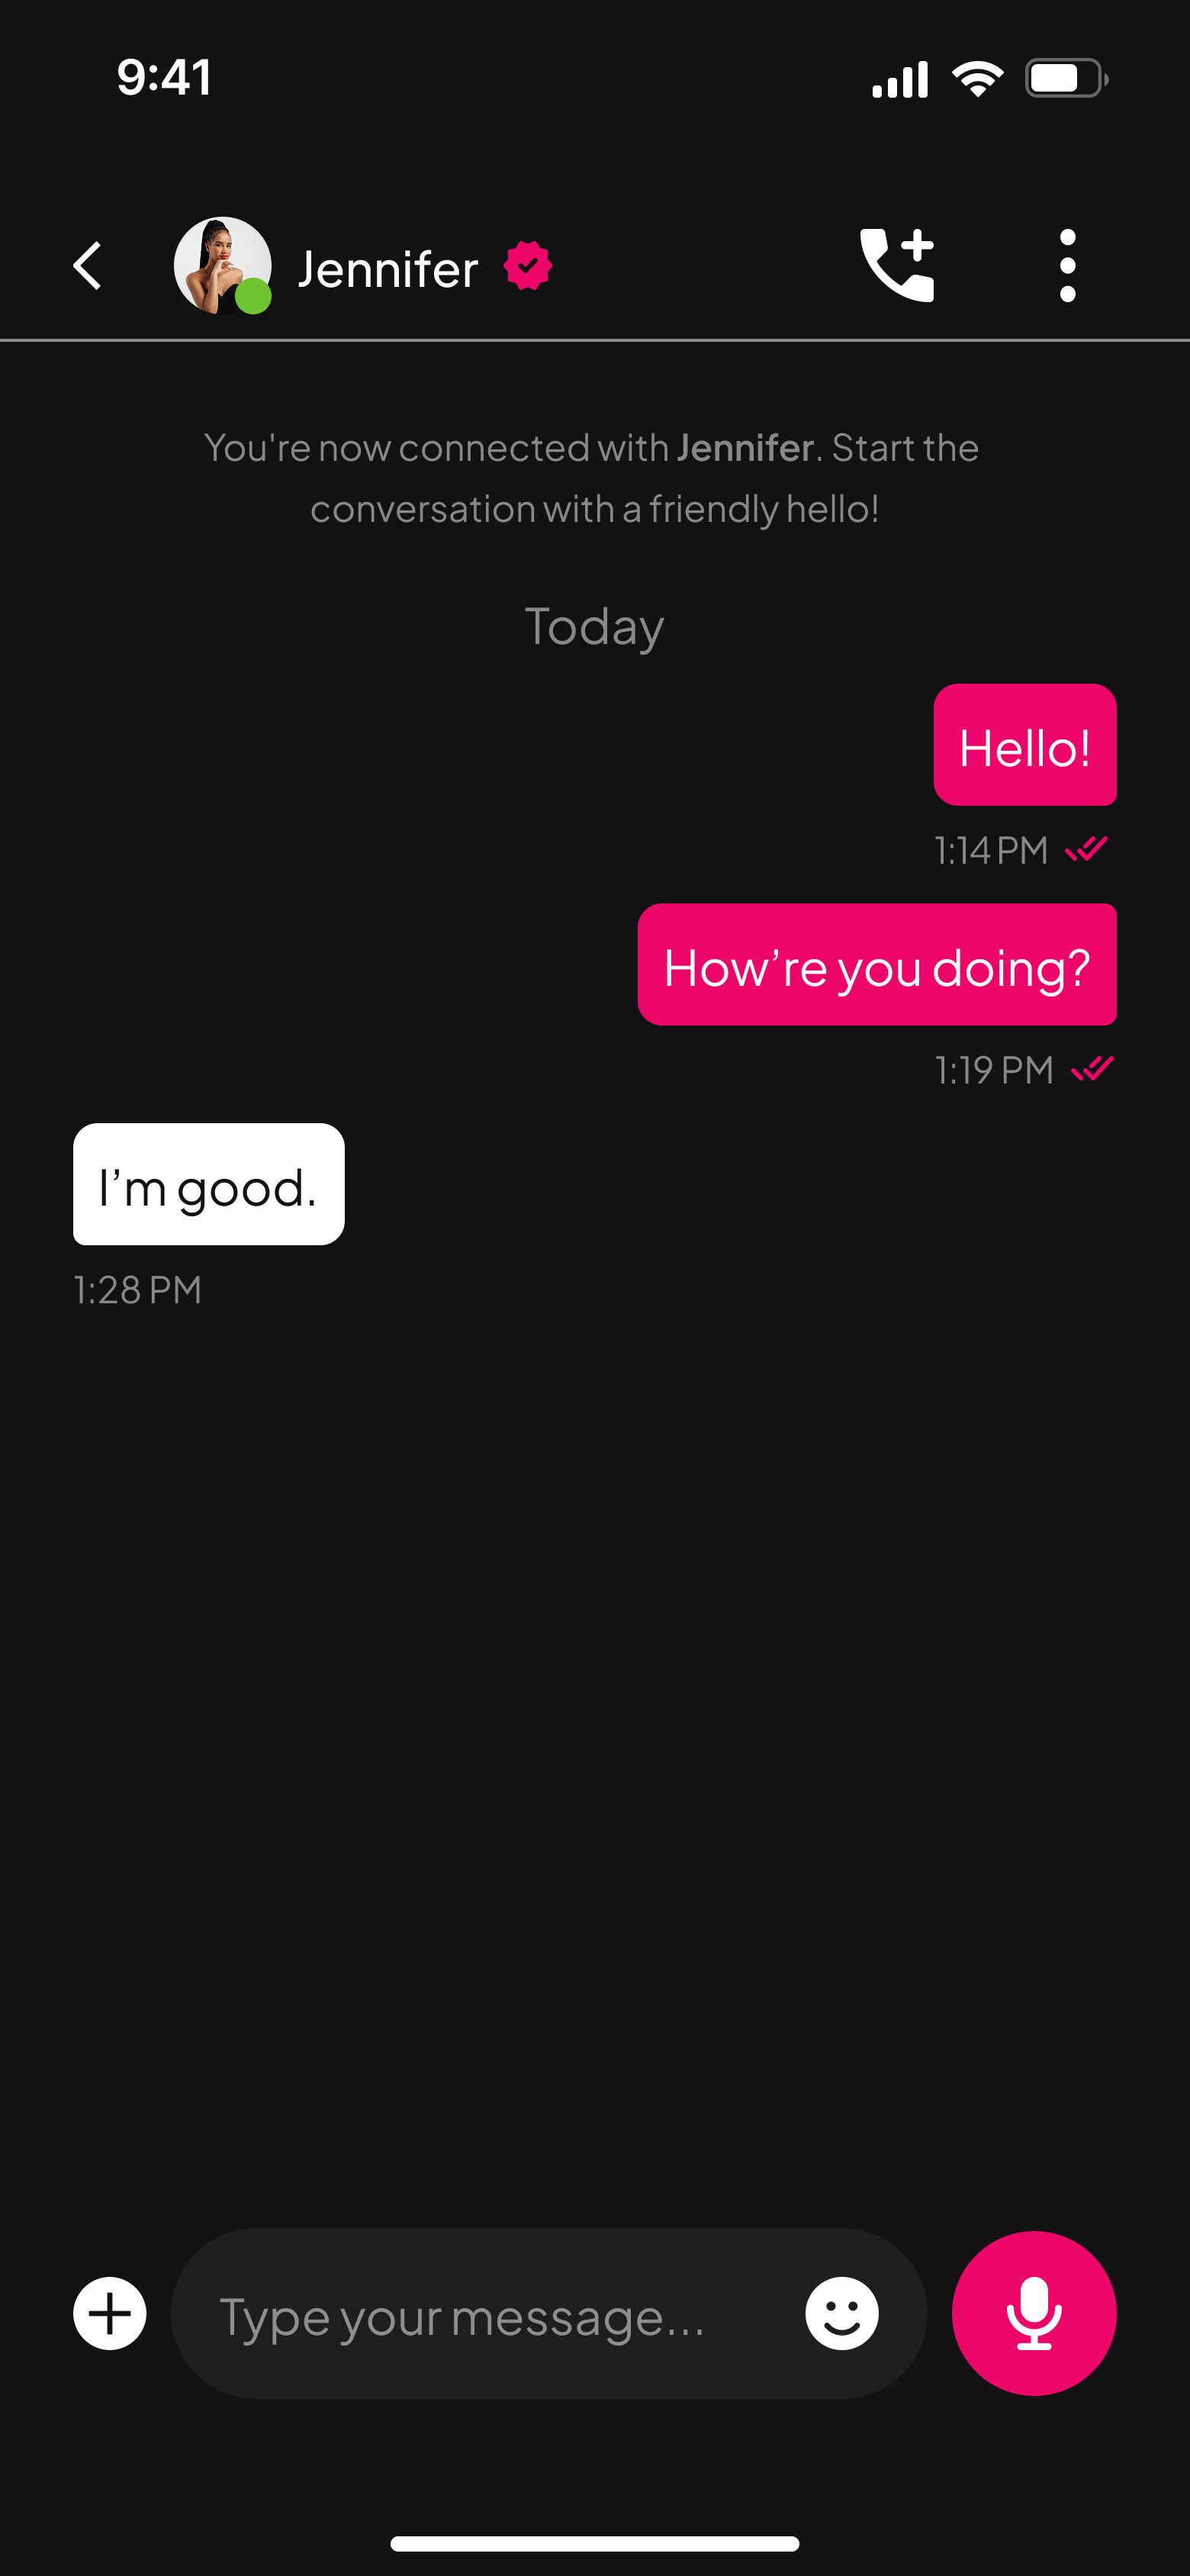 9:41
Jennifer
You're now connected with Jennifer. Start the
conversation with a friendly hello!
Today
Hello!
1:14 PM
How’re you doing?
1:19 PM
I’m good.
1:28 PM
Type your message...